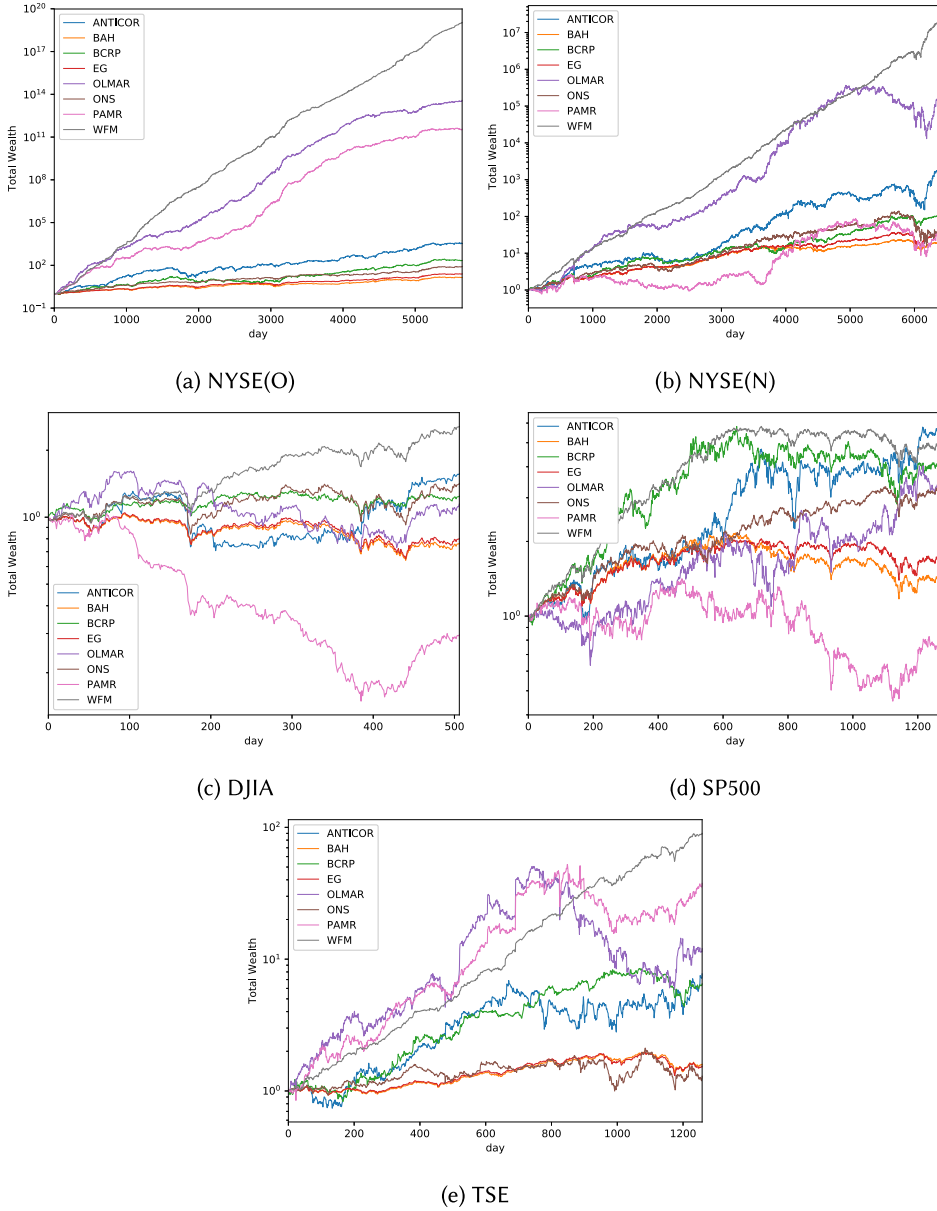 10^20
10^17
10^14
10^11
10^8
10^5
10^2
10^−1
Total Wealth
ANTICOR
BAH
BCRP
EG
OLMAR
ONS
PAMR
WFM
0 1000 2000 3000 4000 5000
day
(a) NYSE(O)
10^7
10^6
10^5
10^4
10^3
10^2
10^1
10^0
Total Wealth
ANTICOR
BAH
BCRP
EG
OLMAR
ONS
PAMR
WFM
0 1000 2000 3000 4000 5000 6000
day
(b) NYSE(N)
10^0
Total Wealth
ANTICOR
BAH
BCRP
EG
OLMAR
ONS
PAMR
WFM
0 100 200 300 400 500
day
(c) DJIA
10^0
Total Wealth
ANTICOR
BAH
BCRP
EG
OLMAR
ONS
PAMR
WFM
0 200 400 600 800 1000 1200
day
(d) SP500
10^2
10^1
10^0
Total Wealth
ANTICOR
BAH
BCRP
EG
OLMAR
ONS
PAMR
WFM
0 200 400 600 800 1000 1200
day
(e) TSE